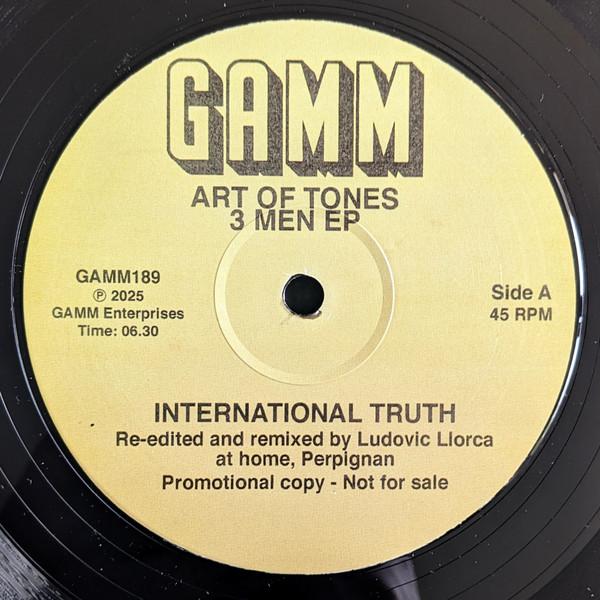 GAMM
ART OF TONES
3 MEN EP
GAMM189
℗ 2025
GAMM Enterprises
Time: 06.30
Side A
45 RPM
INTERNATIONAL TRUTH
Re-edited and remixed by Ludovic Llorca
at home, Perpignan
Promotional copy - Not for sale